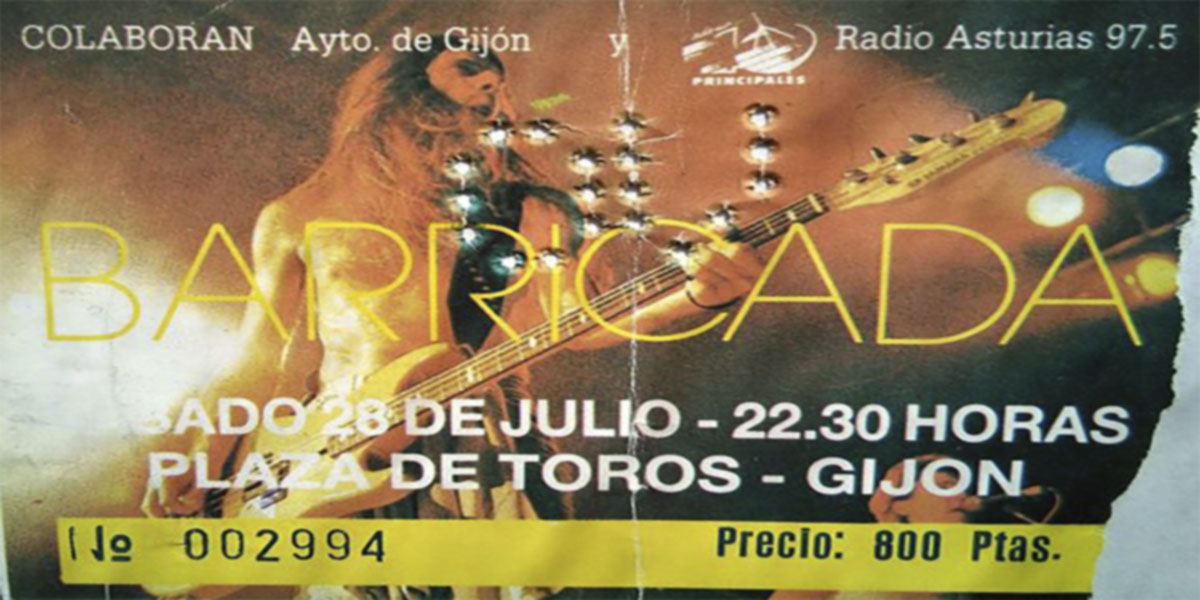 COLABORAN Ayto. de Gijón y PRINCIPALES Radio Asturias 97.5
BARRICADA
SADO 28 DE JULIO - 22.30 HORAS
PLAZA DE TOROS - GIJON
Nº 002994 Precio: 800 Ptas.